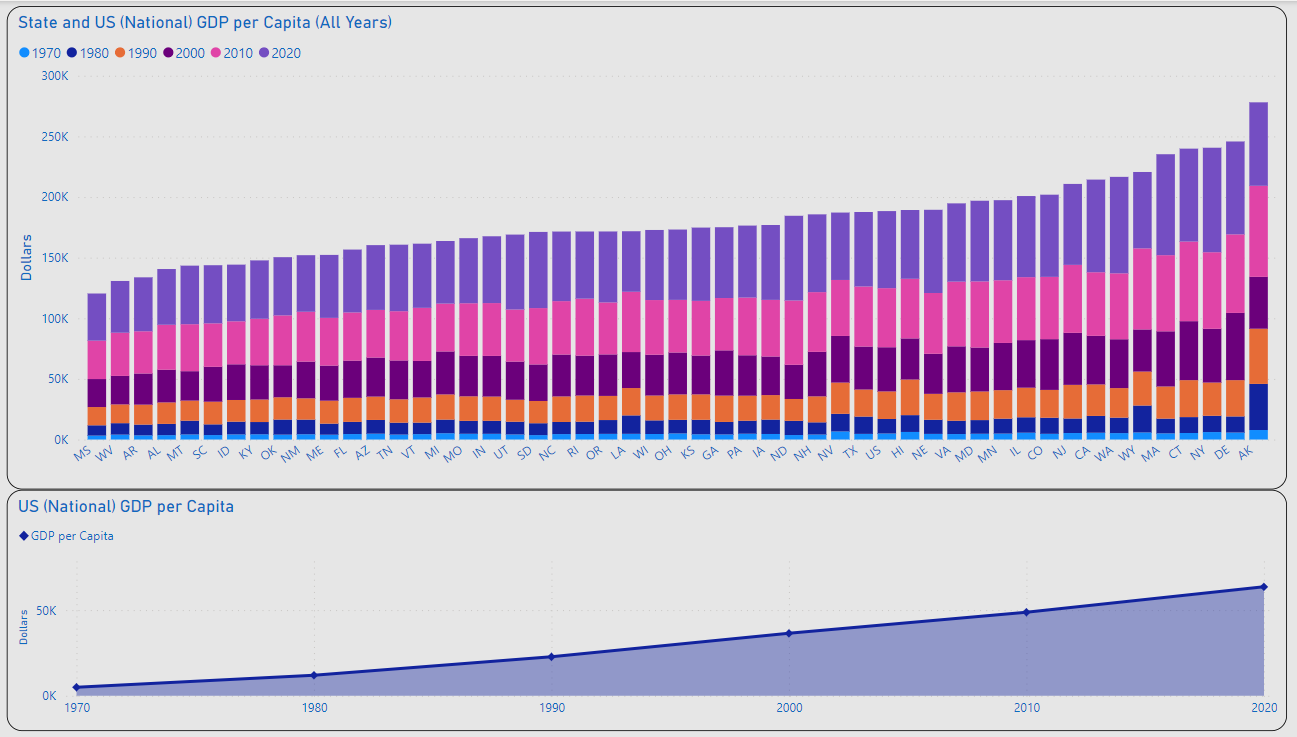 State and US (National) GDP per Capita (All Years)
1970 1980 1990 2000 2010 2020
300K
250K
200K
150K
100K
50K
0K
Dollars
MS WV AR AL MT SC ID KY OK NM ME FL AZ TN VT MI MO IN UT SD NC RI OR LA WI OH KS GA PA IA ND NH NV TX US HI NE VA MD MN IL CO NJ CA WA WY MA CT NY DE AK
US (National) GDP per Capita
GDP per Capita
50K
0K
Dollars
1970 1980 1990 2000 2010 2020